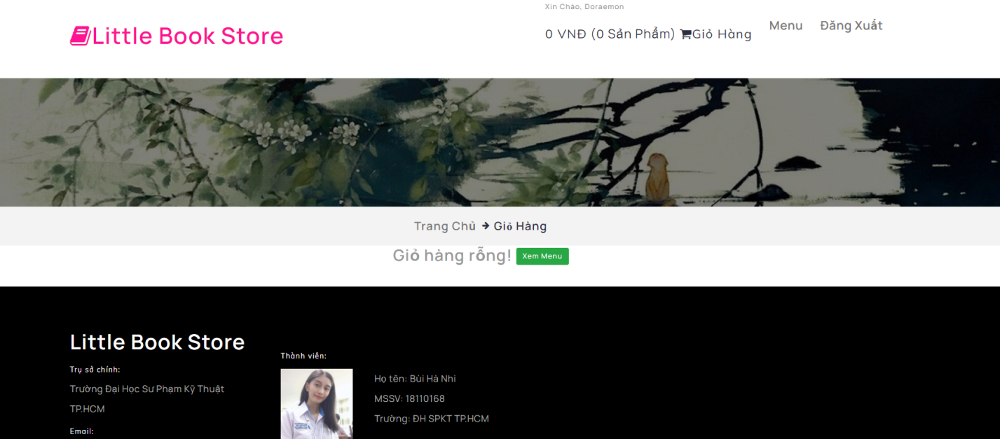 Xin Chào, Doraemon
Little Book Store
0 VNĐ (0 Sản Phẩm) Giỏ Hàng
Menu
Đăng Xuất
Trang Chủ → Giỏ Hàng
Giỏ hàng rỗng! Xem Menu
Little Book Store
Trụ sở chính:
Trường Đại Học Sư Phạm Kỹ Thuật
TP.HCM
Email:
Thành viên:
Họ tên: Bùi Hà Nhi
MSSV: 18110168
Trường: ĐH SPKT TP.HCM